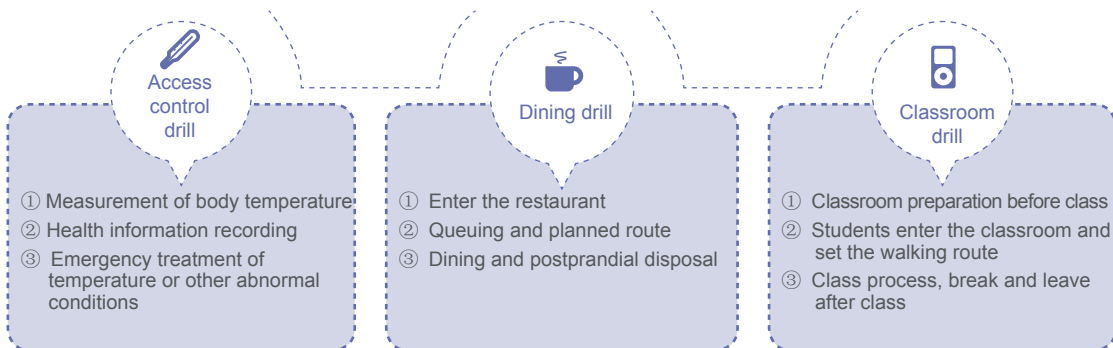 Access
control
drill
① Measurement of body temperature
② Health information recording
③ Emergency treatment of
temperature or other abnormal
conditions
Dining drill
① Enter the restaurant
② Queuing and planned route
③ Dining and postprandial disposal
Classroom
drill
① Classroom preparation before class
② Students enter the classroom and
set the walking route
③ Class process, break and leave
after class